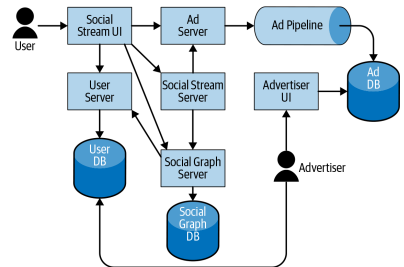 User
Social
Stream UI
Ad
Server
Ad Pipeline
User
Server
Social Stream
Server
Advertiser
UI
Ad
DB
User
DB
Social Graph
Server
Advertiser
Social
Graph
DB